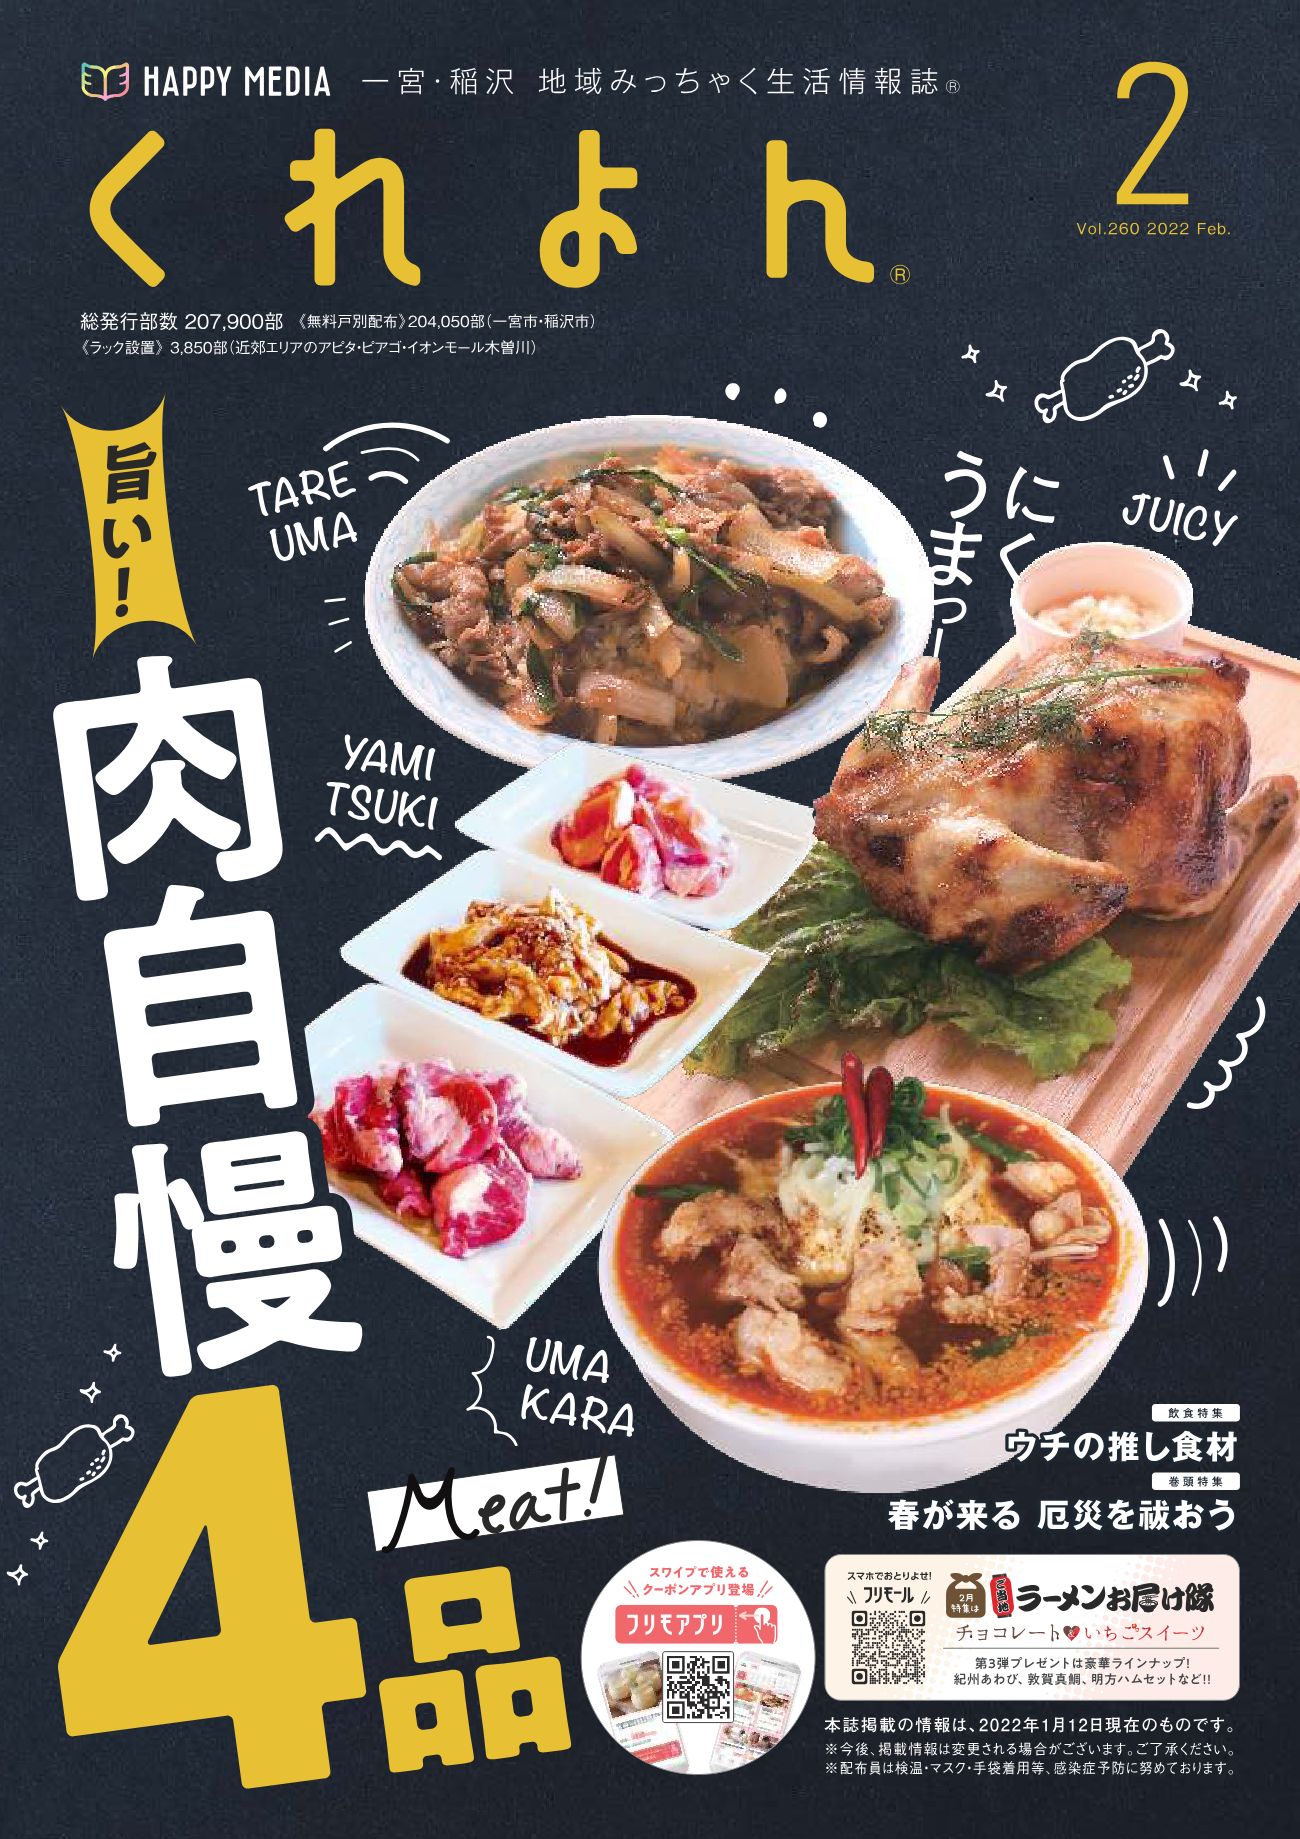 HAPPY MEDIA 一宮・稲沢 地域みっちゃく生活情報誌®
くれよん®
2
Vol.260 2022 Feb.
総発行部数 207,900部 《無料戸別配布》204,050部(一宮市・稲沢市)
《ラック設置》 3,850部(近郊エリアのアピタ・ピアゴ・イオンモール木曽川)
旨い!
肉自慢
4品
Meat!
TARE
UMA
にく
うまっー
JUICY
YAMI
TSUKI
UMA
KARA
飲食特集
ウチの推し食材
巻頭特集
春が来る 厄災を祓おう
スワイプで使える
クーポンアプリ登場!
フリモアプリ
スマホでおとりよせ!
フリモール
2月
特集は
ご当地
ラーメンお届け隊
チョコレート&いちごスイーツ
第3弾プレゼントは豪華ラインナップ!
紀州あわび、敦賀真鯛、明方ハムセットなど!!
本誌掲載の情報は、2022年1月12日現在のものです。
※今後、掲載情報は変更される場合がございます。ご了承ください。
※配布員は検温・マスク・手袋着用等、感染症予防に努めております。